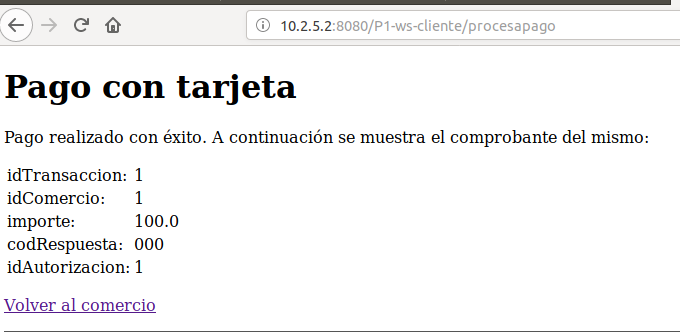 10.2.5.2:8080/P1-ws-cliente/procesapago
Pago con tarjeta
Pago realizado con éxito. A continuación se muestra el comprobante del mismo:
idTransaccion: 1
idComercio: 1
importe: 100.0
codRespuesta: 000
idAutorizacion: 1
Volver al comercio